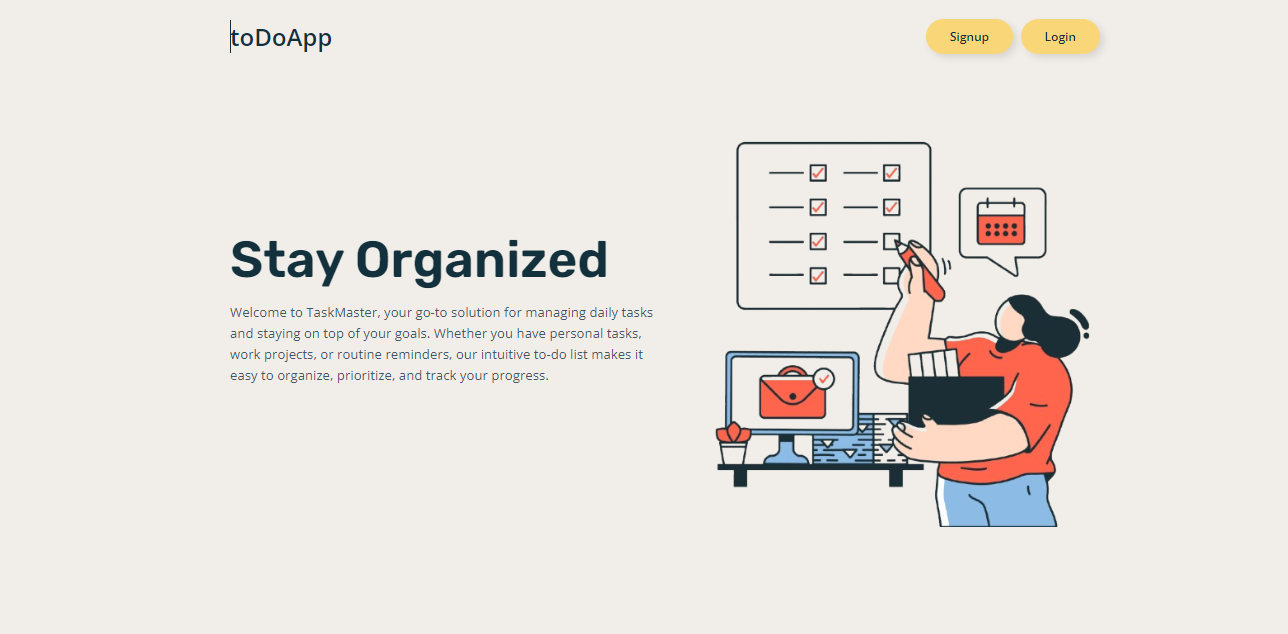 toDoApp
Signup
Login
Stay Organized
Welcome to TaskMaster, your go-to solution for managing daily tasks
and staying on top of your goals. Whether you have personal tasks,
work projects, or routine reminders, our intuitive to-do list makes it
easy to organize, prioritize, and track your progress.